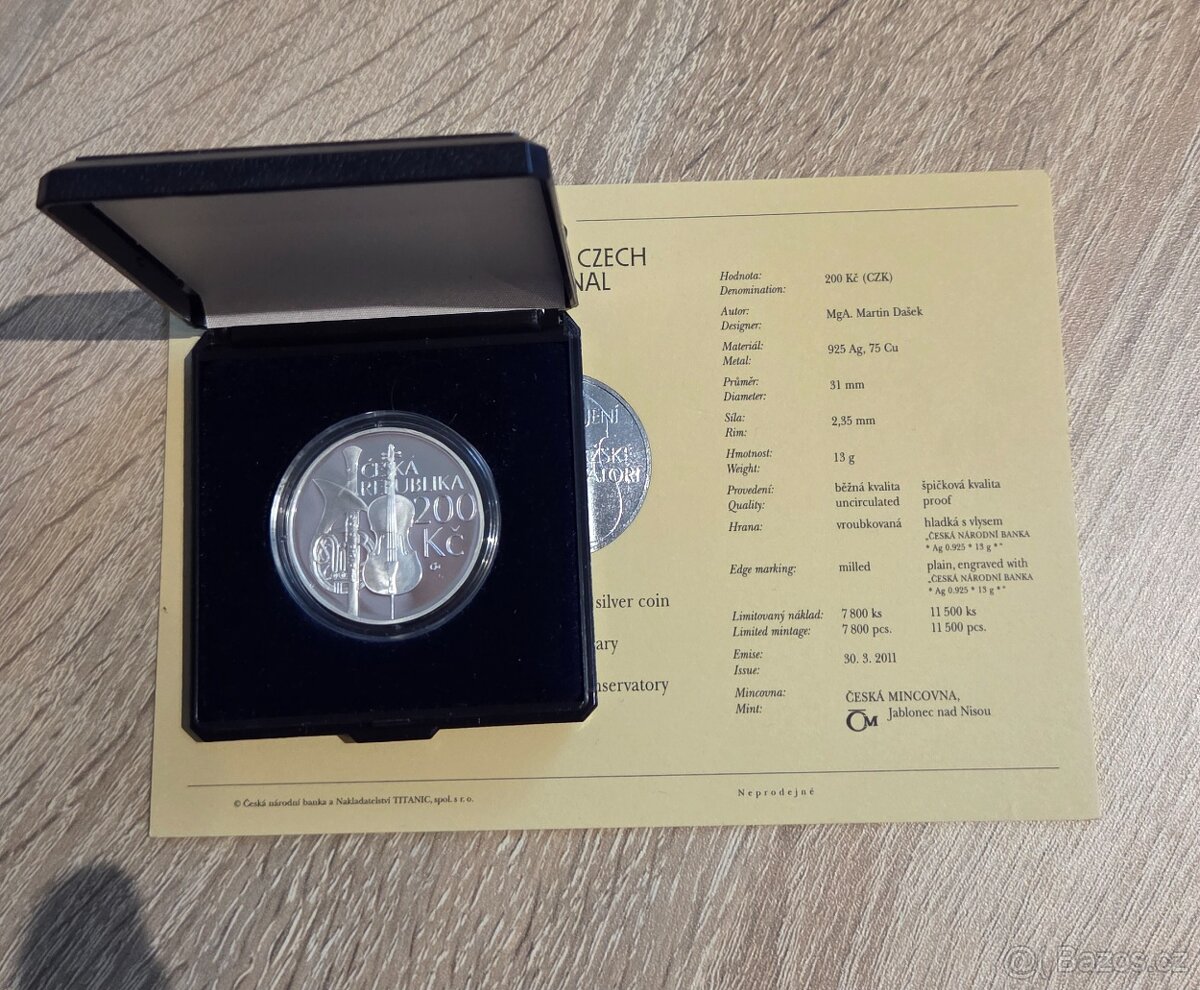 CZECH
NAL
ČESKÁ
REPUBLIKA
200
Kč
silver coin
Hodnota: 200 Kč (CZK)
Denomination:
Autor: MgA. Martin Dašek
Designer:
Materiál: 925 Ag, 75 Cu
Metal:
Průměr: 31 mm
Diameter:
Síla: 2,35 mm
Rim:
Hmotnost: 13 g
Weight:
Provedení: běžná kvalita špičková kvalita
Quality: uncirculated proof
Hrana: vroubkovaná hladká s vlysem
„ČESKÁ NÁRODNÍ BANKA
* Ag 0.925 * 13 g *“
Edge marking: milled plain, engraved with
„ČESKÁ NÁRODNÍ BANKA
* Ag 0.925 * 13 g *“
Limitovaný náklad: 7 800 ks 11 500 ks
Limited mintage: 7 800 pcs. 11 500 pcs.
Emise: 30. 3. 2011
Issue:
Mincovna: ČESKÁ MINCOVNA,
Mint: ČM Jablonec nad Nisou
© Česká národní banka a Nakladatelství TITANIC, spol. s r. o.
Neprodejné
Bazos.cz